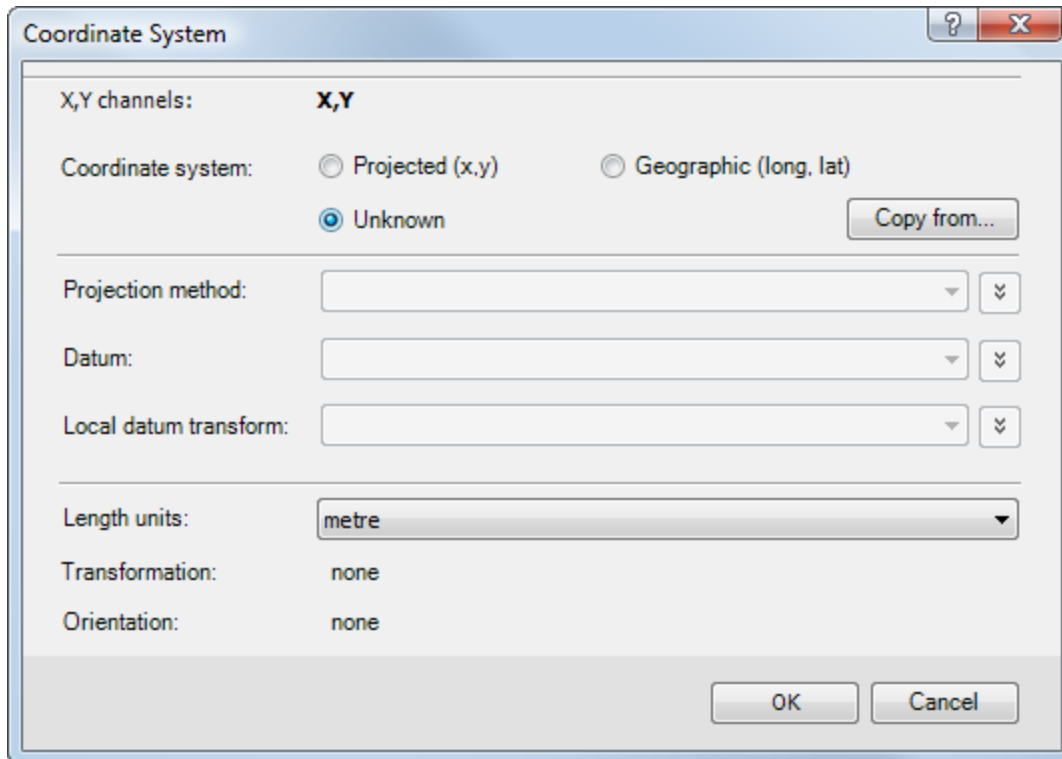 Coordinate System
X,Y channels: X,Y
Coordinate system: Projected (x,y) Geographic (long, lat)
Unknown Copy from...
Projection method:
Datum:
Local datum transform:
Length units: metre
Transformation: none
Orientation: none
OK Cancel